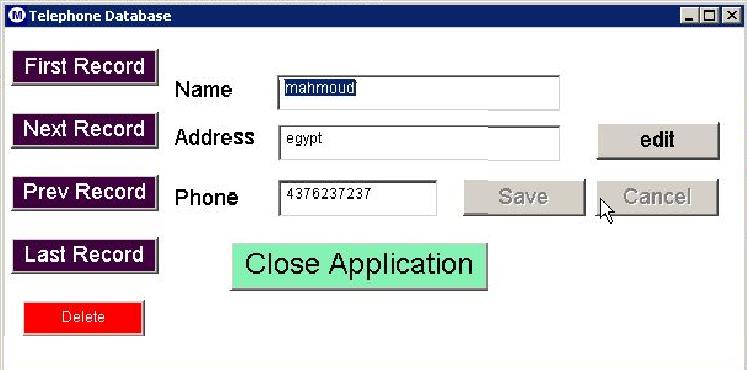 M Telephone Database
First Record
Name mahmoud
Next Record
Address egypt edit
Prev Record
Phone 4376237237 Save Cancel
Last Record
Close Application
Delete